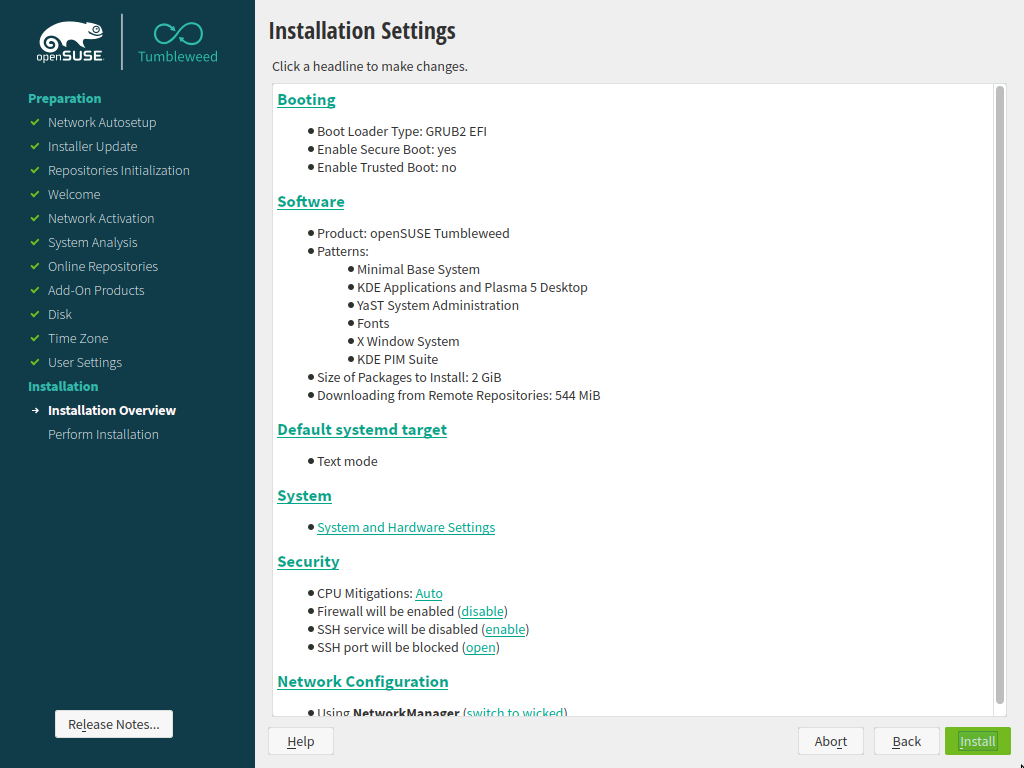 openSUSE
Tumbleweed
Preparation
Network Autosetup
Installer Update
Repositories Initialization
Welcome
Network Activation
System Analysis
Online Repositories
Add-On Products
Disk
Time Zone
User Settings
Installation
Installation Overview
Perform Installation
Release Notes...
Installation Settings
Click a headline to make changes.
Booting
Boot Loader Type: GRUB2 EFI
Enable Secure Boot: yes
Enable Trusted Boot: no
Software
Product: openSUSE Tumbleweed
Patterns:
Minimal Base System
KDE Applications and Plasma 5 Desktop
YaST System Administration
Fonts
X Window System
KDE PIM Suite
Size of Packages to Install: 2 GiB
Downloading from Remote Repositories: 544 MiB
Default systemd target
Text mode
System
System and Hardware Settings
Security
CPU Mitigations: Auto
Firewall will be enabled (disable)
SSH service will be disabled (enable)
SSH port will be blocked (open)
Network Configuration
Using NetworkManager (switch to wicked)
Help
Abort
Back
Install